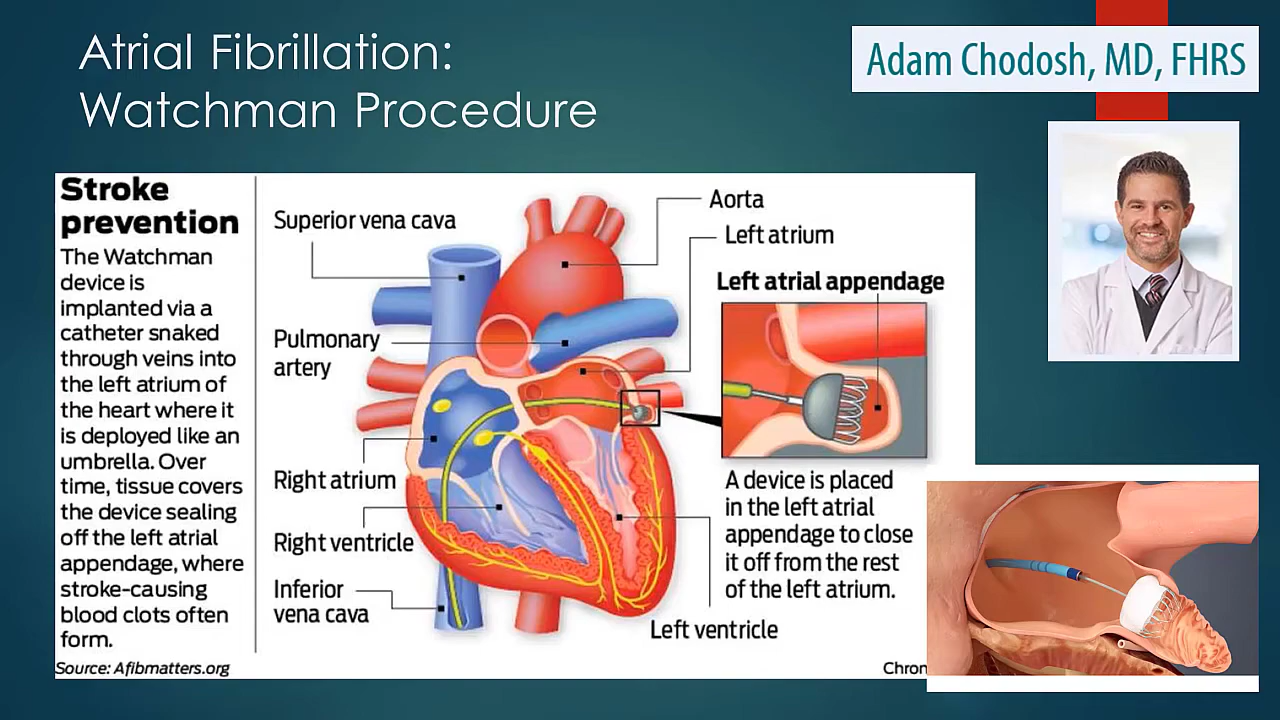 Atrial Fibrillation:
Watchman Procedure
Adam Chodosh, MD, FHRS
Stroke
prevention
The Watchman
device is
implanted via a
catheter snaked
through veins into
the left atrium of
the heart where it
is deployed like an
umbrella. Over
time, tissue covers
the device sealing
off the left atrial
appendage, where
stroke-causing
blood clots often
form.
Source: Afibmatters.org
Superior vena cava
Pulmonary
artery
Right atrium
Right ventricle
Inferior
vena cava
Aorta
Left atrium
Left atrial appendage
A device is placed
in the left atrial
appendage to close
it off from the rest
of the left atrium.
Left ventricle
Chron